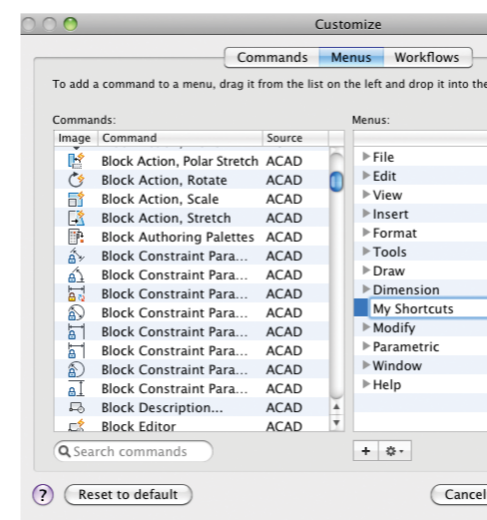 Customize
Commands Menus Workflows
To add a command to a menu, drag it from the list on the left and drop it into the
Commands:
Image Command Source
Block Action, Polar Stretch ACAD
Block Action, Rotate ACAD
Block Action, Scale ACAD
Block Action, Stretch ACAD
Block Authoring Palettes ACAD
Block Constraint Para... ACAD
Block Constraint Para... ACAD
Block Constraint Para... ACAD
Block Constraint Para... ACAD
Block Constraint Para... ACAD
Block Constraint Para... ACAD
Block Constraint Para... ACAD
Block Constraint Para... ACAD
Block Description... ACAD
Block Editor ACAD
Search commands
Menus:
File
Edit
View
Insert
Format
Tools
Draw
Dimension
My Shortcuts
Modify
Parametric
Window
Help
+
? Reset to default
Cancel